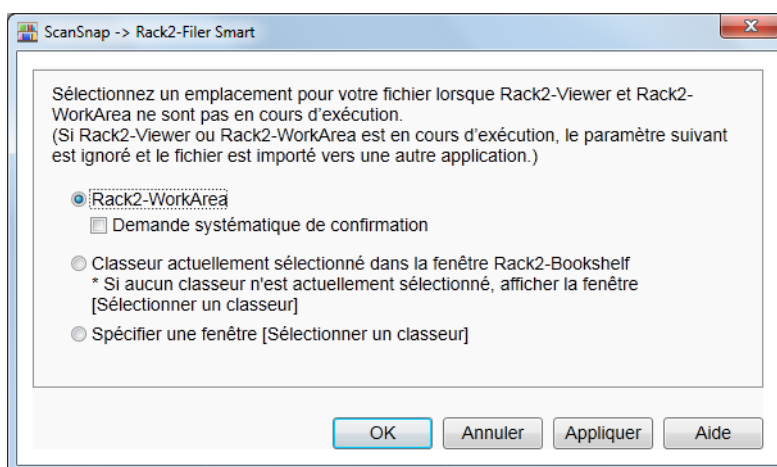 ScanSnap -> Rack2-Filer Smart
Sélectionnez un emplacement pour votre fichier lorsque Rack2-Viewer et Rack2-
WorkArea ne sont pas en cours d'exécution.
(Si Rack2-Viewer ou Rack2-WorkArea est en cours d'exécution, le paramètre suivant
est ignoré et le fichier est importé vers une autre application.)
Rack2-WorkArea
Demande systématique de confirmation
Classeur actuellement sélectionné dans la fenêtre Rack2-Bookshelf
* Si aucun classeur n'est actuellement sélectionné, afficher la fenêtre
[Sélectionner un classeur]
Spécifier une fenêtre [Sélectionner un classeur]
OK Annuler Appliquer Aide